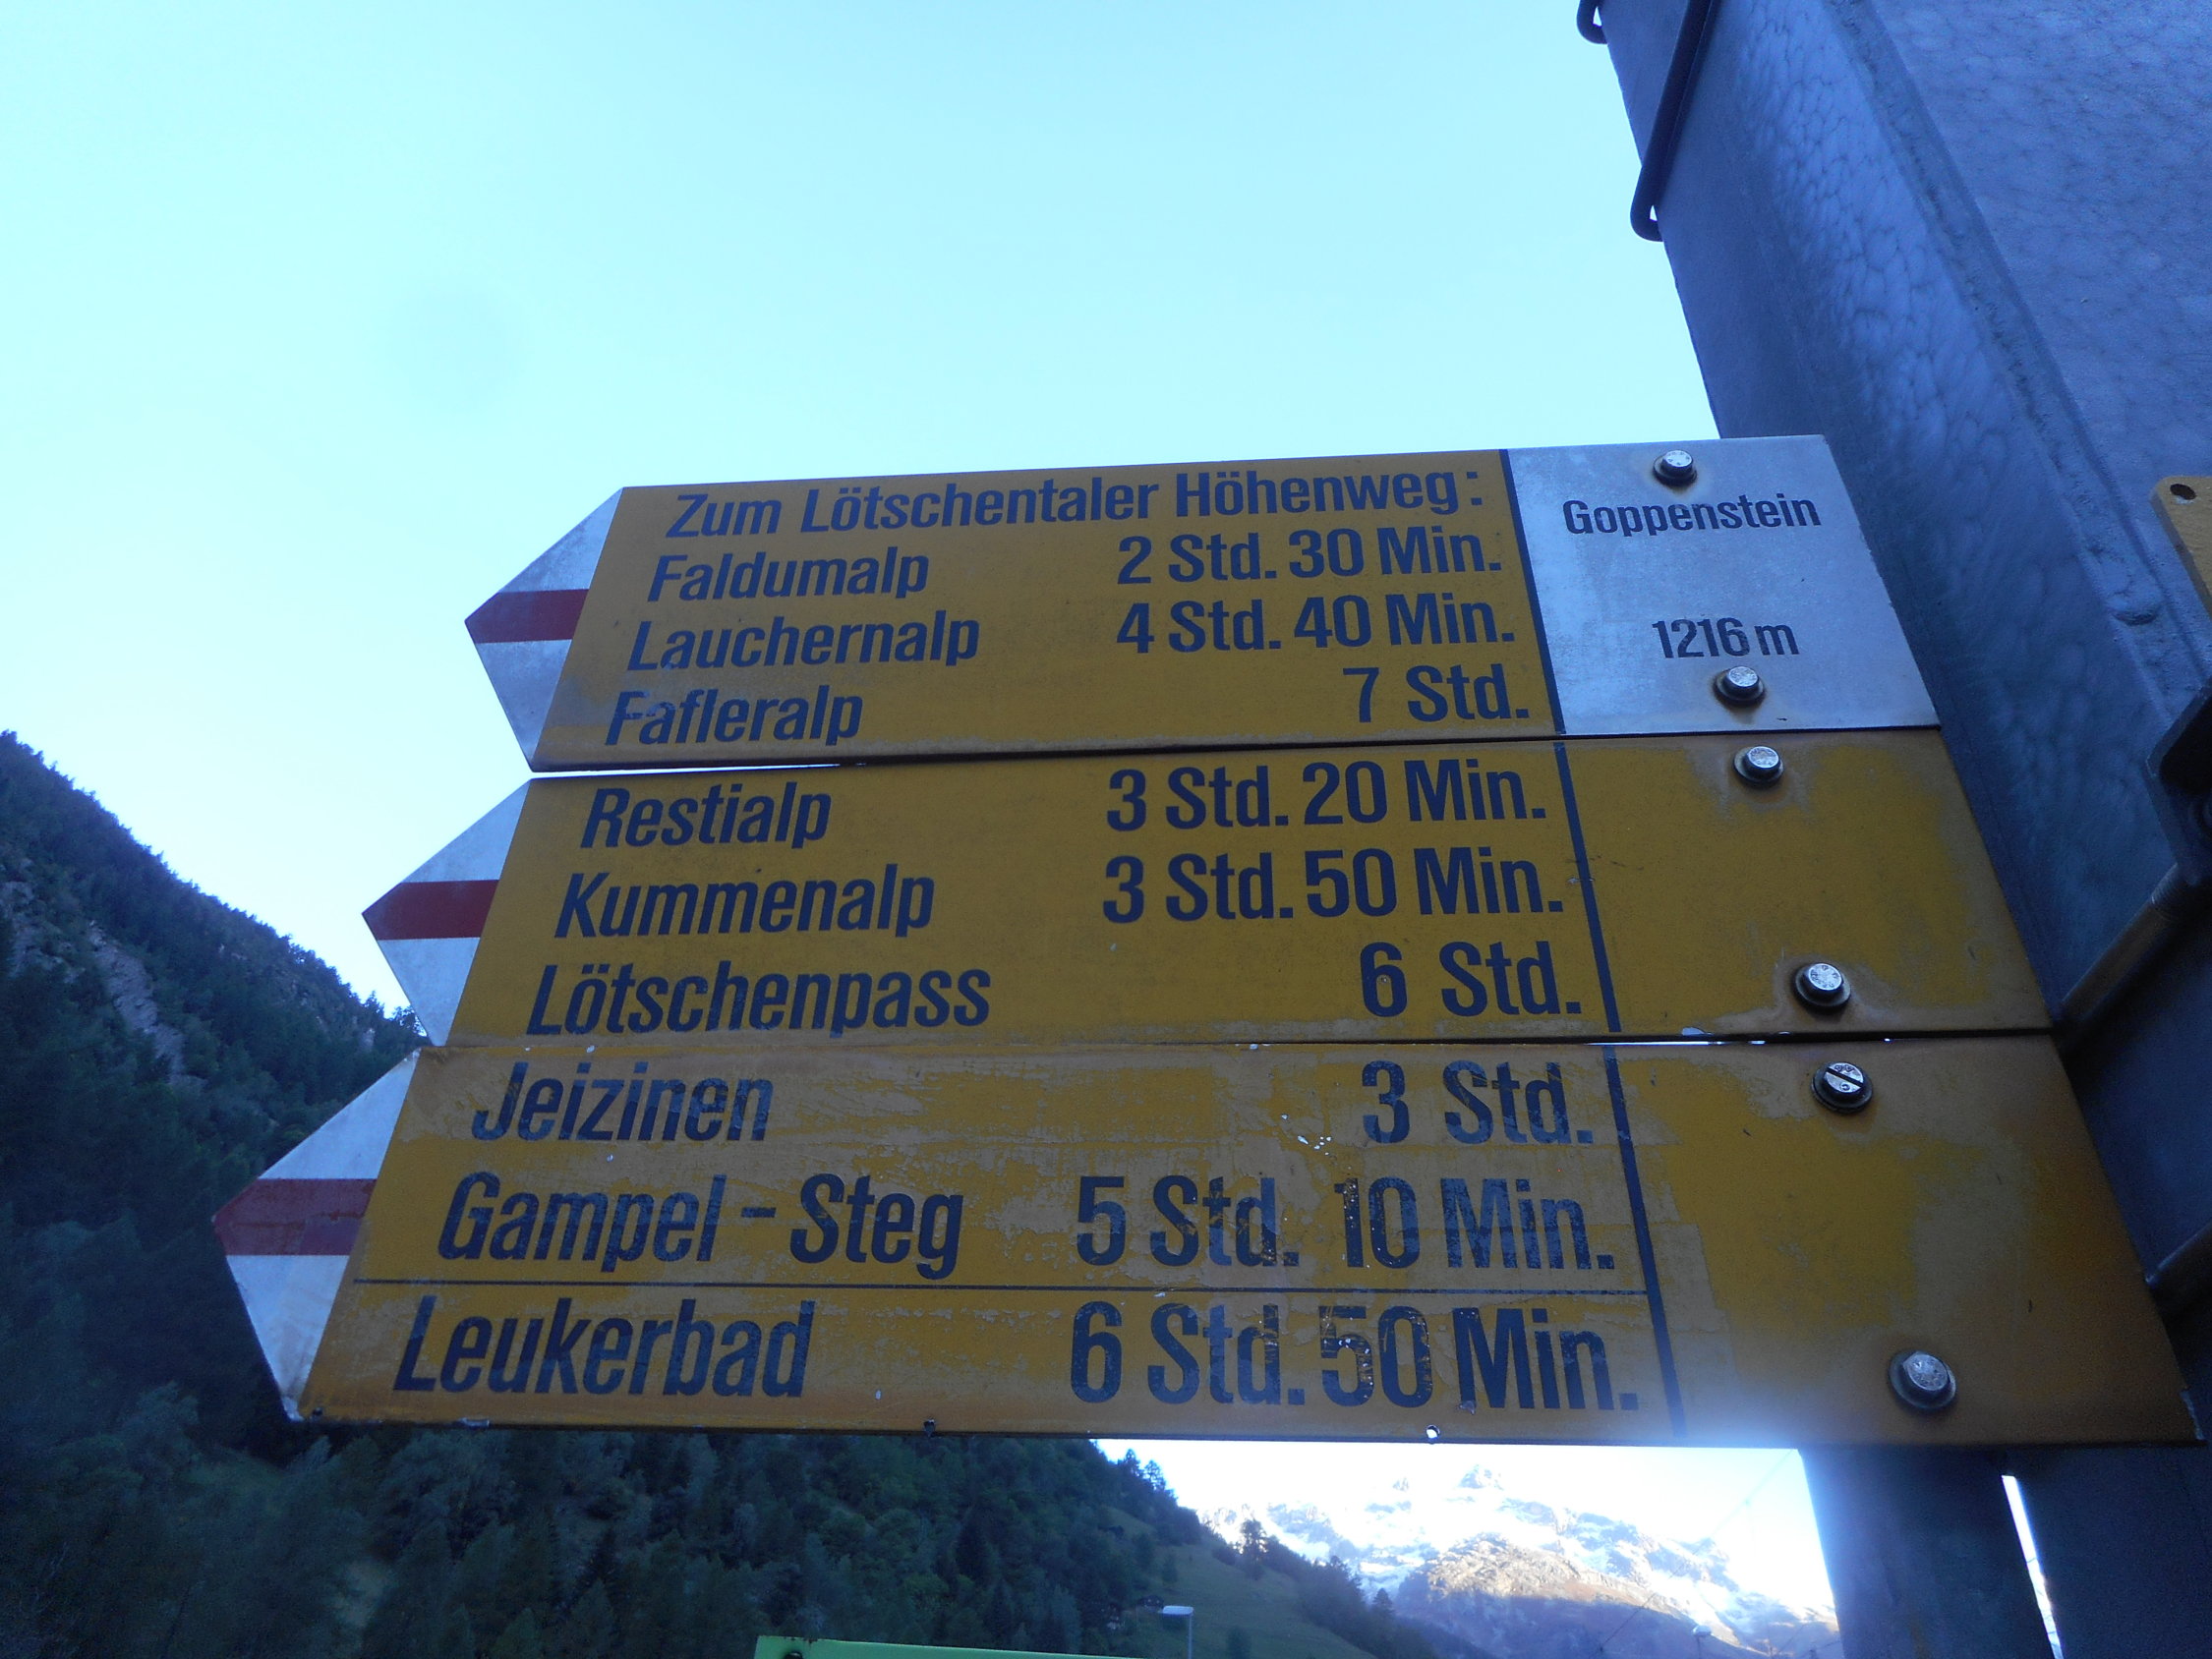 Zum Lötschentaler Höhenweg:
Faldumalp 2 Std. 30 Min.
Lauchernalp 4 Std. 40 Min.
Fafleralp 7 Std.
Goppenstein
1216 m
Restialp 3 Std. 20 Min.
Kummenalp 3 Std. 50 Min.
Lötschenpass 6 Std.
Jeizinen 3 Std.
Gampel - Steg 5 Std. 10 Min.
Leukerbad 6 Std. 50 Min.